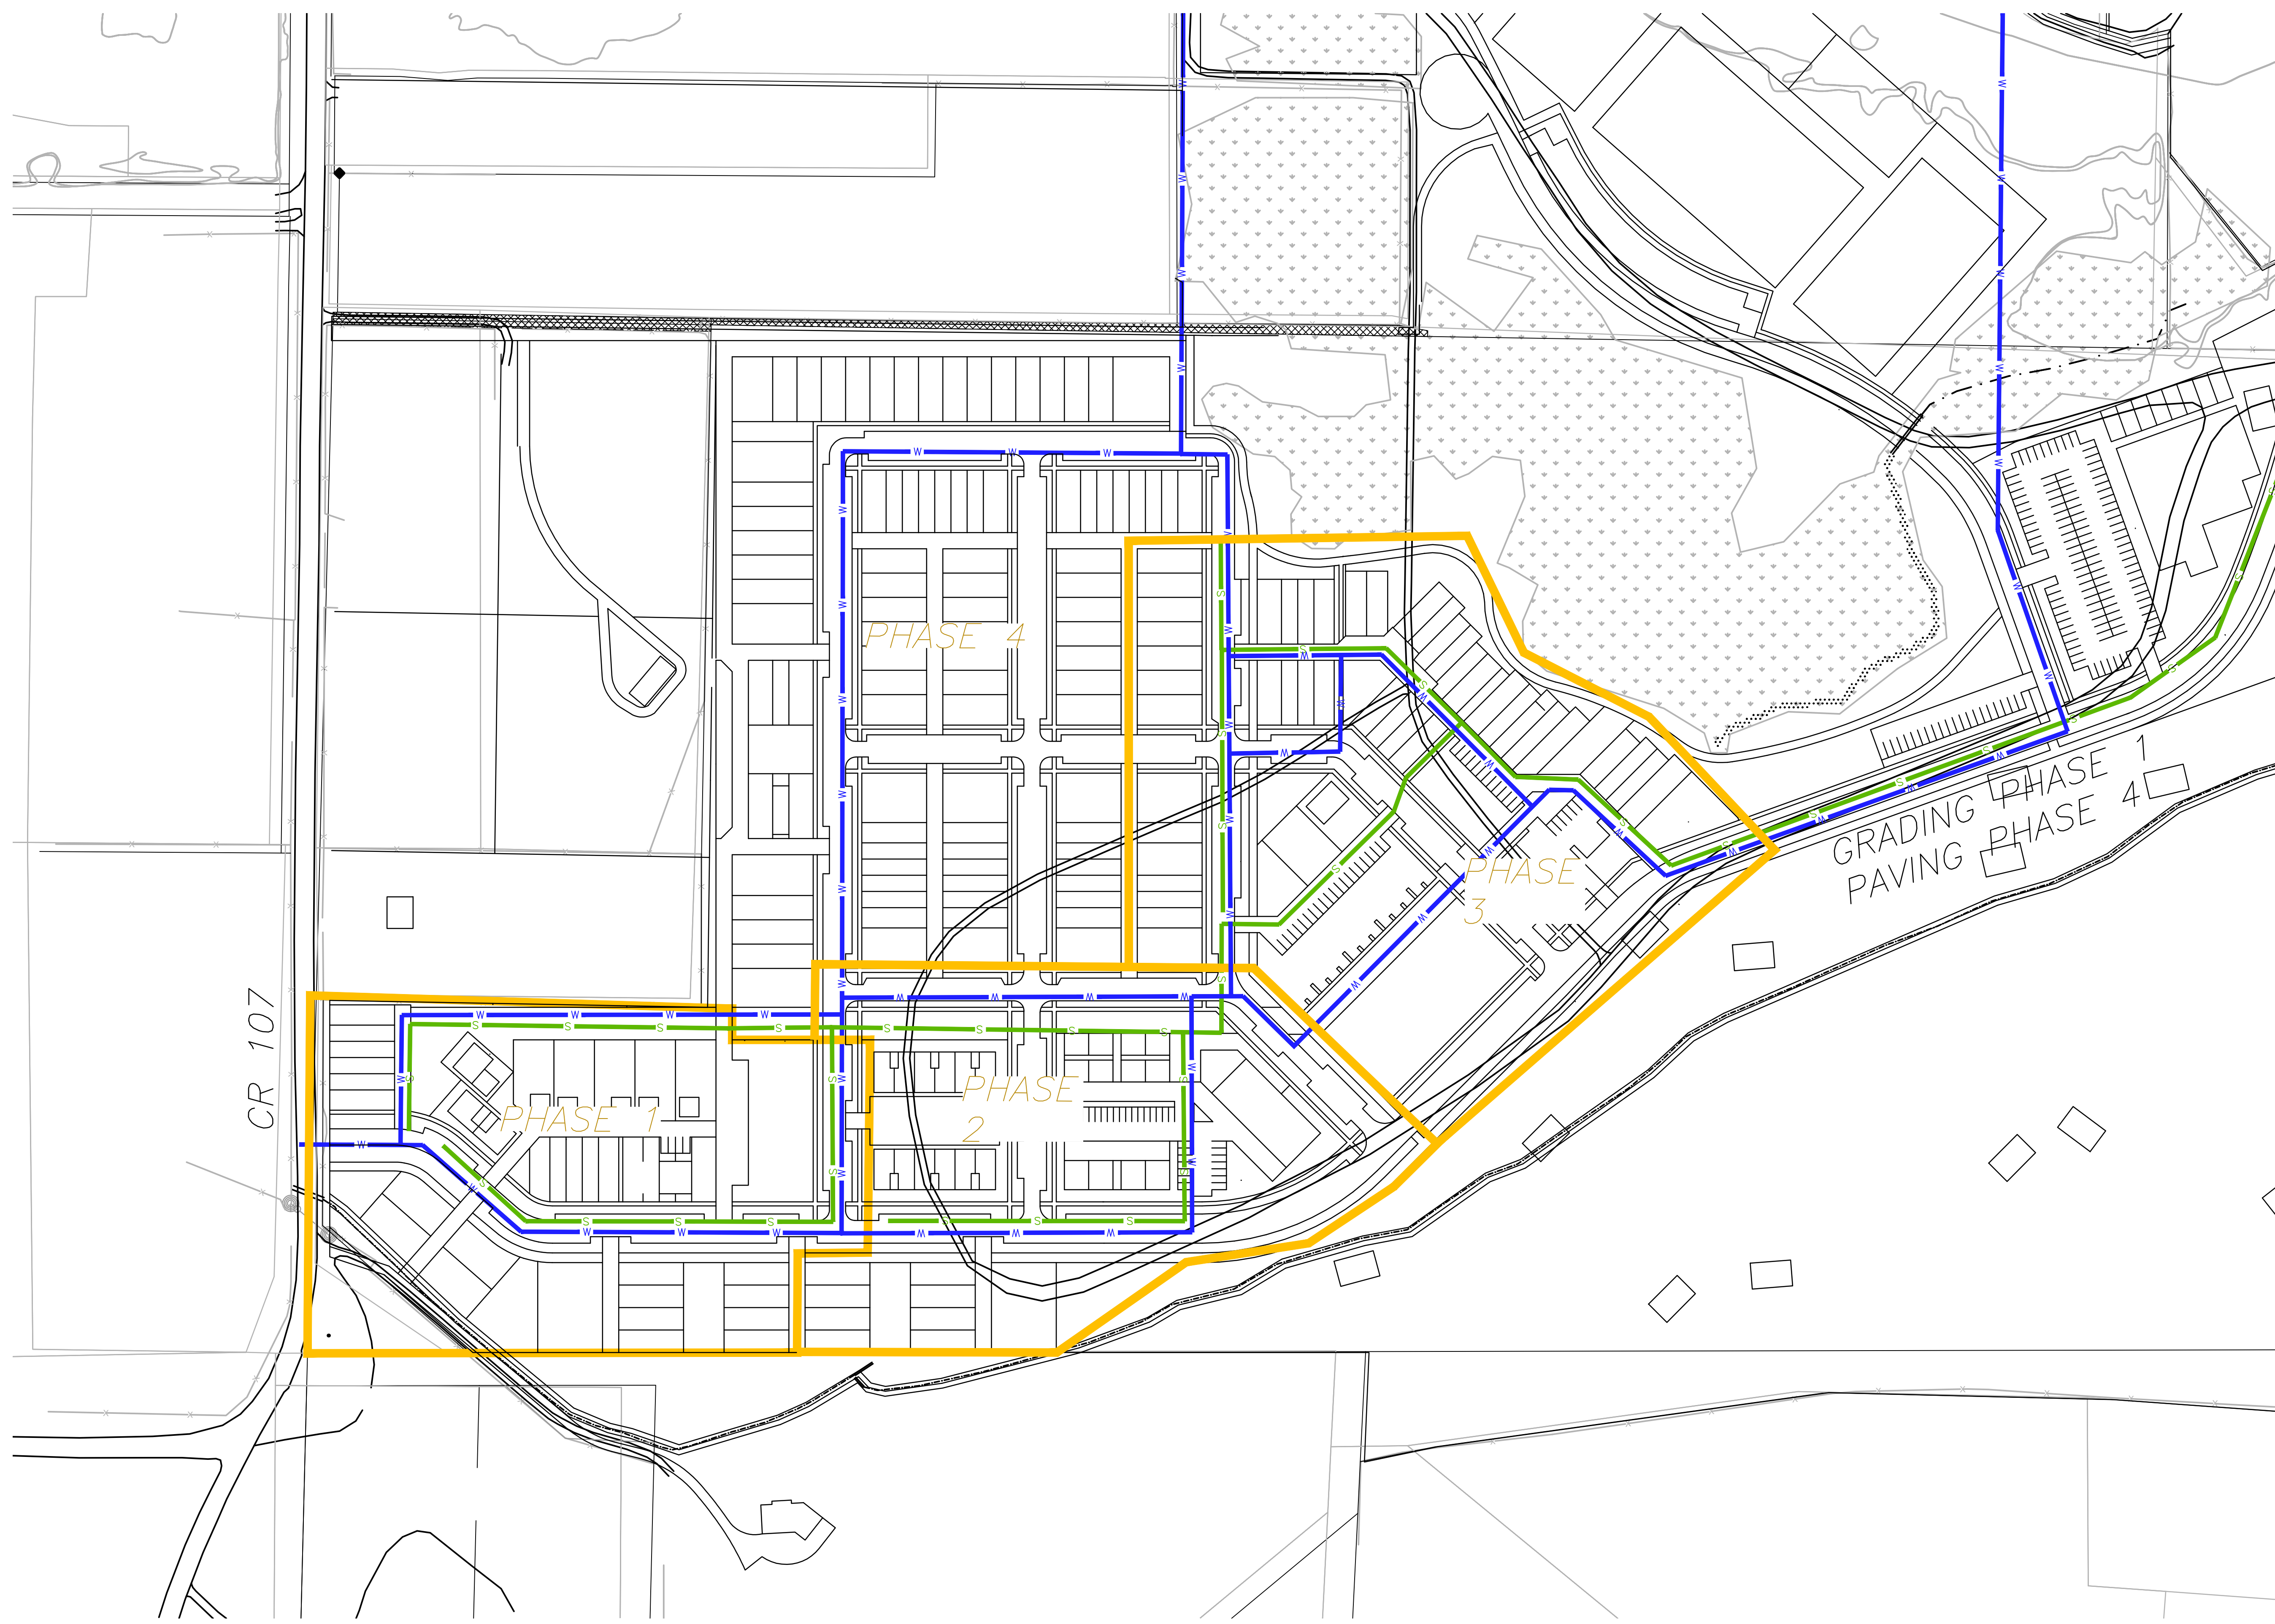 PHASE 4
GRADING PHASE 1
PAVING PHASE 4
PHASE
3
CR 107
PHASE 1
PHASE
2